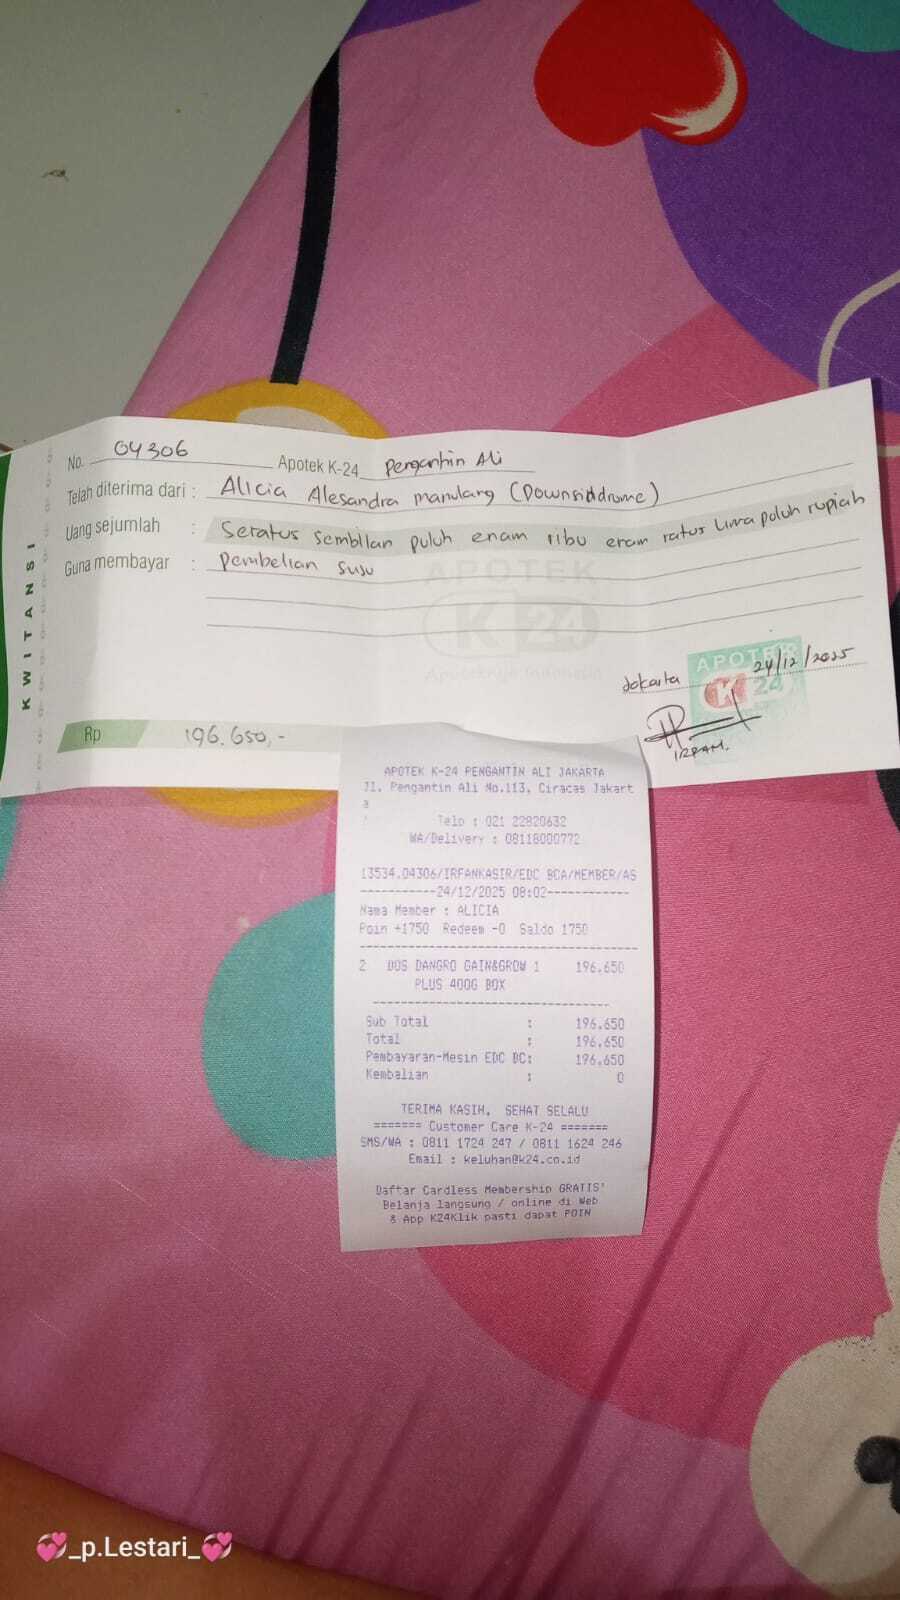 KWITANSI
No. 04306 Apotek K-24 Pengantin Ali
Telah diterima dari : Alicia Alesandra manulang (Downsiddrome)
Uang sejumlah : Seratus sembilan puluh enam ribu enam ratus lima puluh rupiah
Guna membayar : Pembelian susu
APOTEK
K 24
Apoteknya Indonesia
Jakarta 24/12/2025
APOTEK
K 24
IRFAN.
Rp 196.650,-
APOTEK K-24 PENGANTIN ALI JAKARTA
Jl. Pengantin Ali No.113, Ciracas Jakart
a
Telp : 021 22820632
WA/Delivery : 08118000772
13534.04306/IRFANKASIR/EDC BCA/MEMBER/AS
----------24/12/2025 08:02-----------
Nama Member : ALICIA
Poin +1750 Redeem -0 Saldo 1750
2 DOS DANGRO GAIN&GROW 1 196.650
PLUS 400G BOX
Sub Total : 196.650
Total : 196.650
Pembayaran-Mesin EDC BC: 196.650
Kembalian : 0
TERIMA KASIH, SEHAT SELALU
======= Customer Care K-24 =======
SMS/WA : 0811 1724 247 / 0811 1624 246
Email : keluhan@k24.co.id
Daftar Cardless Membership GRATIS'
Belanja langsung / online di Web
& App K24Klik pasti dapat POIN
💞_p.Lestari_💞